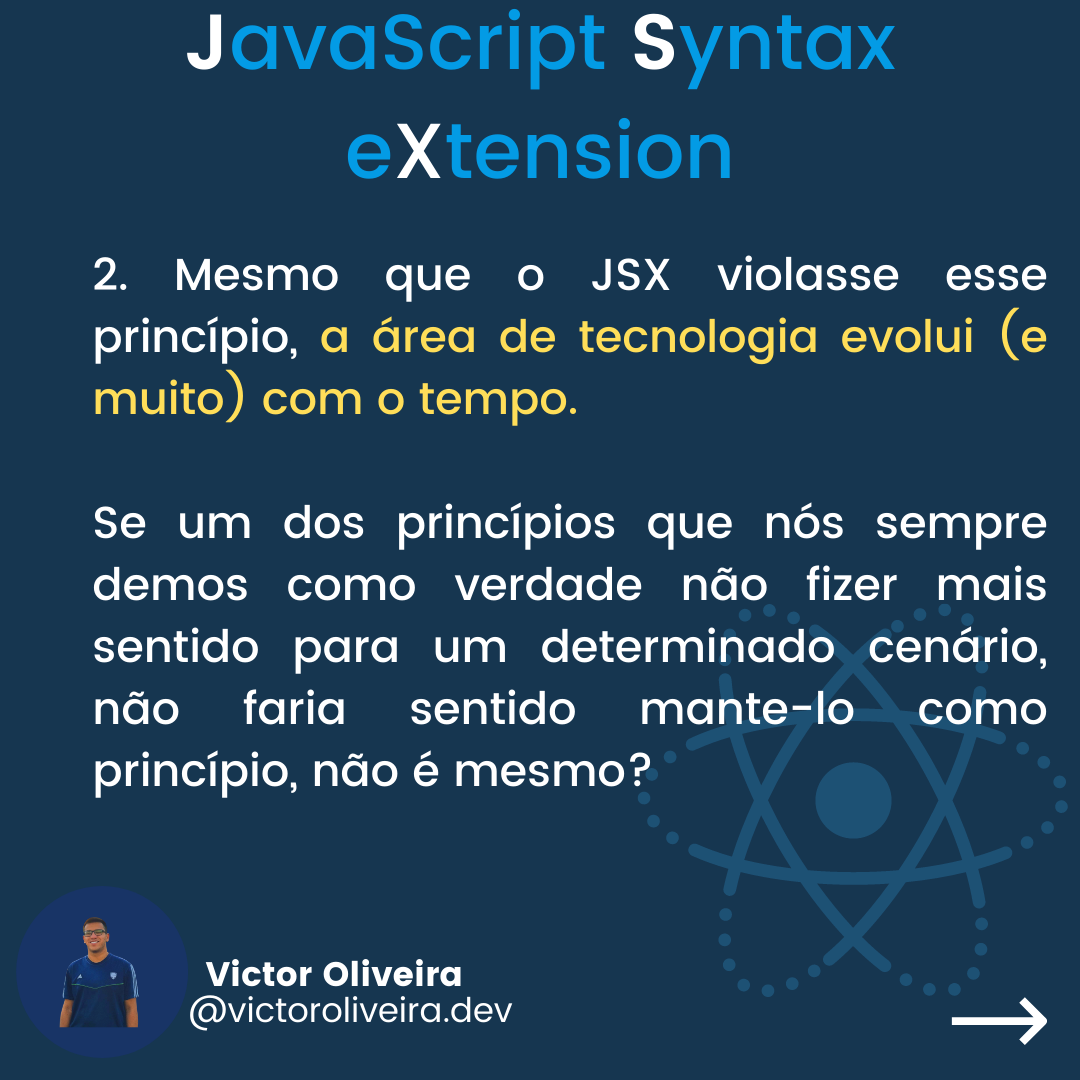 JavaScript Syntax
eXtension
2. Mesmo que o JSX violasse esse
princípio, a área de tecnologia evolui (e
muito) com o tempo.
Se um dos princípios que nós sempre
demos como verdade não fizer mais
sentido para um determinado cenário,
não faria sentido mante-lo como
princípio, não é mesmo?
Victor Oliveira
@victoroliveira.dev